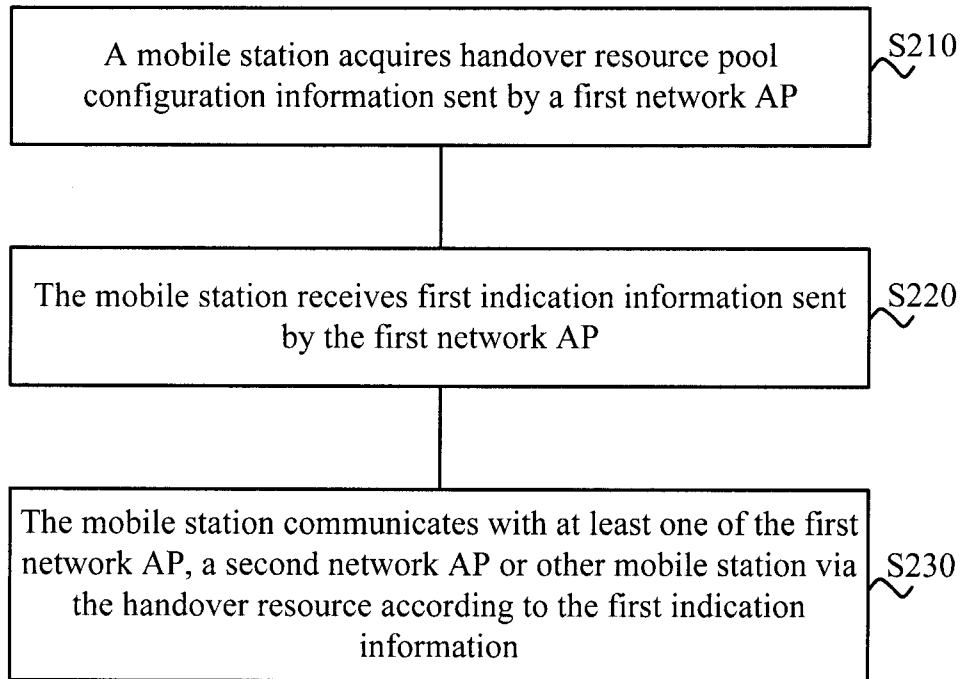 A mobile station acquires handover resource pool
configuration information sent by a first network AP
S210
The mobile station receives first indication information sent
by the first network AP
S220
The mobile station communicates with at least one of the first
network AP, a second network AP or other mobile station via
the handover resource according to the first indication
information
S230